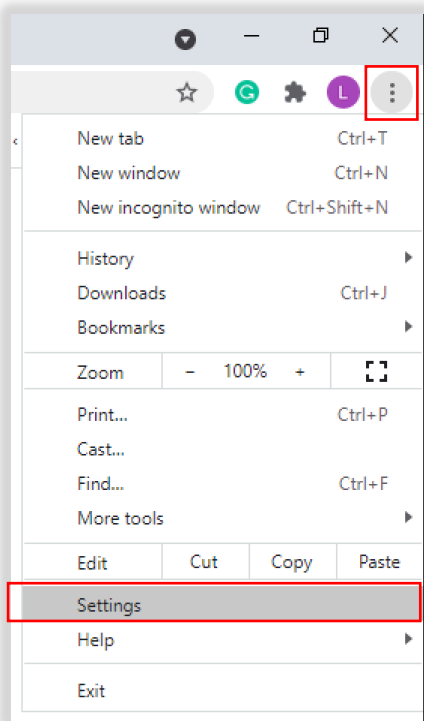 G L
New tab Ctrl+T
New window Ctrl+N
New incognito window Ctrl+Shift+N
History
Downloads Ctrl+J
Bookmarks
Zoom - 100% +
Print... Ctrl+P
Cast...
Find... Ctrl+F
More tools
Edit Cut Copy Paste
Settings
Help
Exit